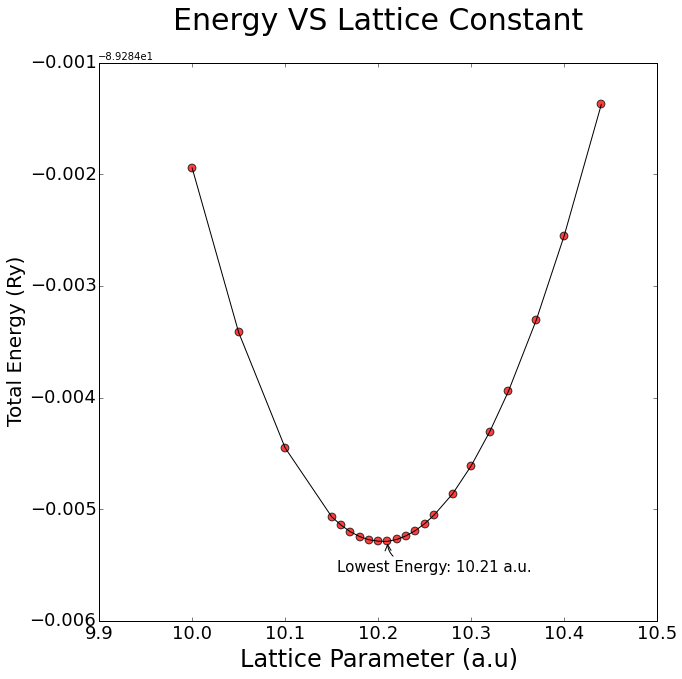 Energy VS Lattice Constant
−8.9284e1
−0.001
−0.002
−0.003
−0.004
−0.005
−0.006
Total Energy (Ry)
Lowest Energy: 10.21 a.u.
9.9 10.0 10.1 10.2 10.3 10.4 10.5
Lattice Parameter (a.u)